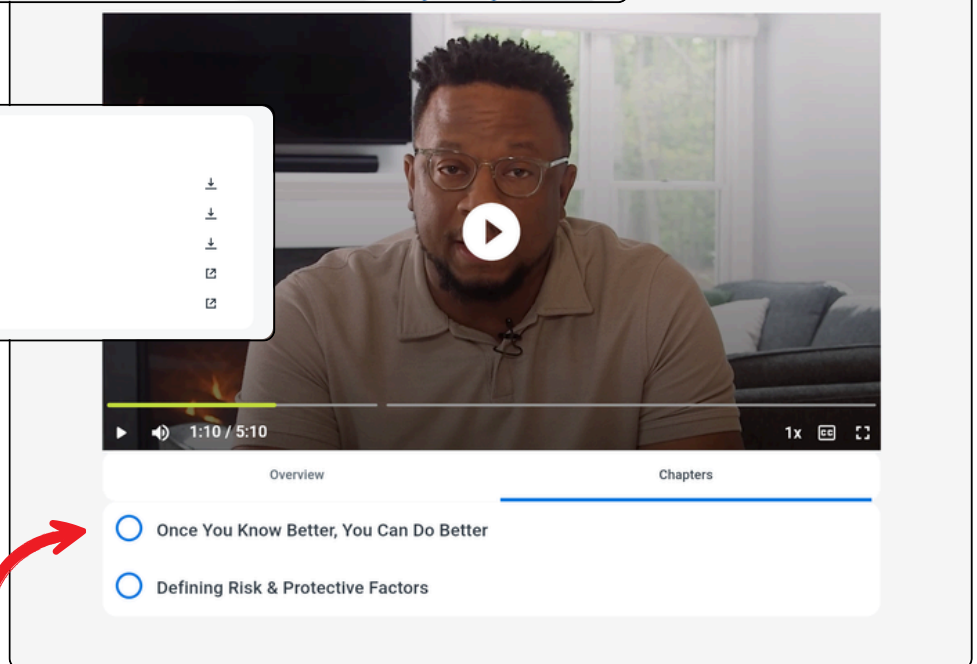 1:10 / 5:10
1x CC
Overview
Chapters
Once You Know Better, You Can Do Better
Defining Risk & Protective Factors